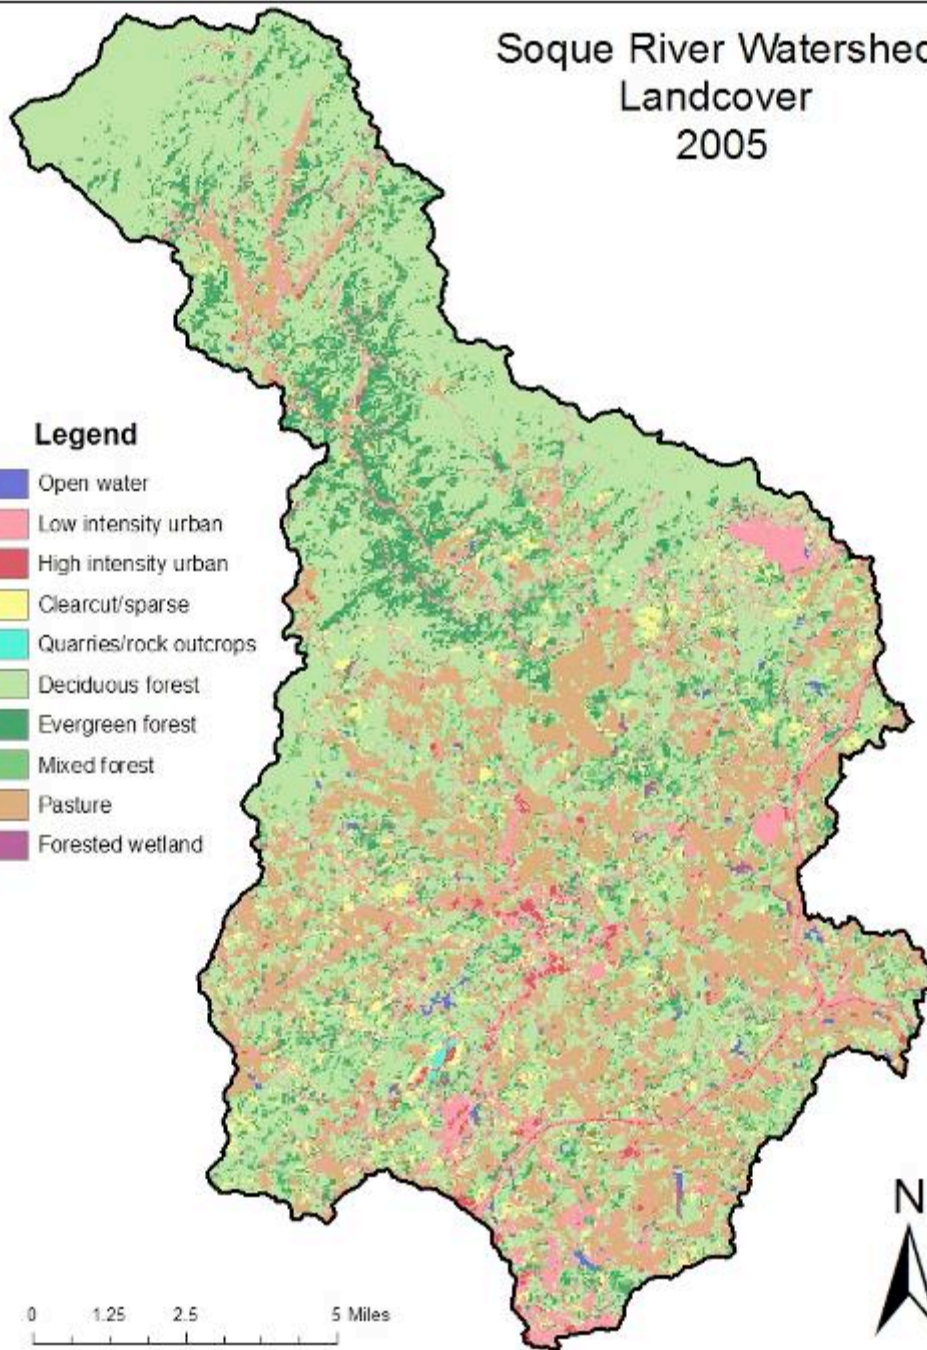 Soque River Watershed
Landcover
2005
Legend
Open water
Low intensity urban
High intensity urban
Clearcut/sparse
Quarries/rock outcrops
Deciduous forest
Evergreen forest
Mixed forest
Pasture
Forested wetland
N
0 1.25 2.5 5 Miles